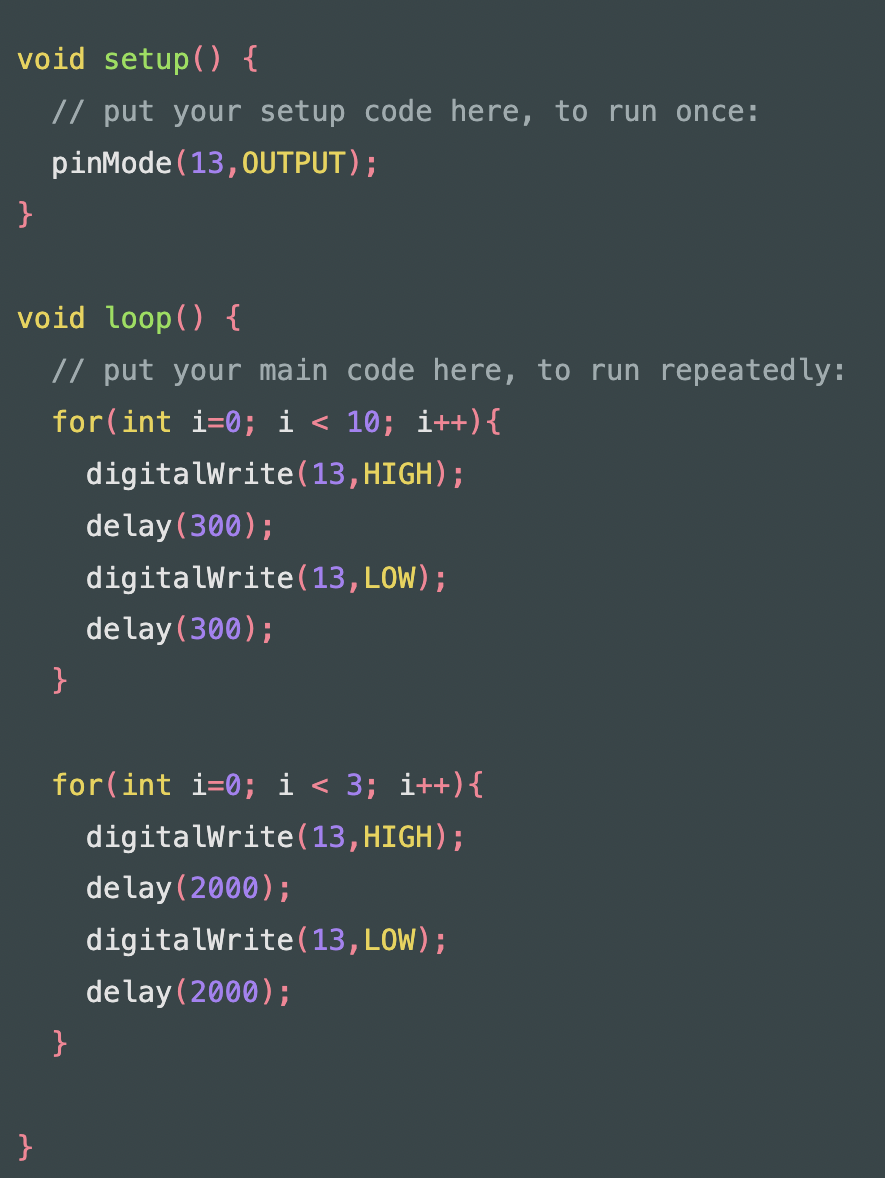 void setup() {
  // put your setup code here, to run once:
  pinMode(13,OUTPUT);
}

void loop() {
  // put your main code here, to run repeatedly:
  for(int i=0; i < 10; i++){
    digitalWrite(13,HIGH);
    delay(300);
    digitalWrite(13,LOW);
    delay(300);
  }

  for(int i=0; i < 3; i++){
    digitalWrite(13,HIGH);
    delay(2000);
    digitalWrite(13,LOW);
    delay(2000);
  }

}